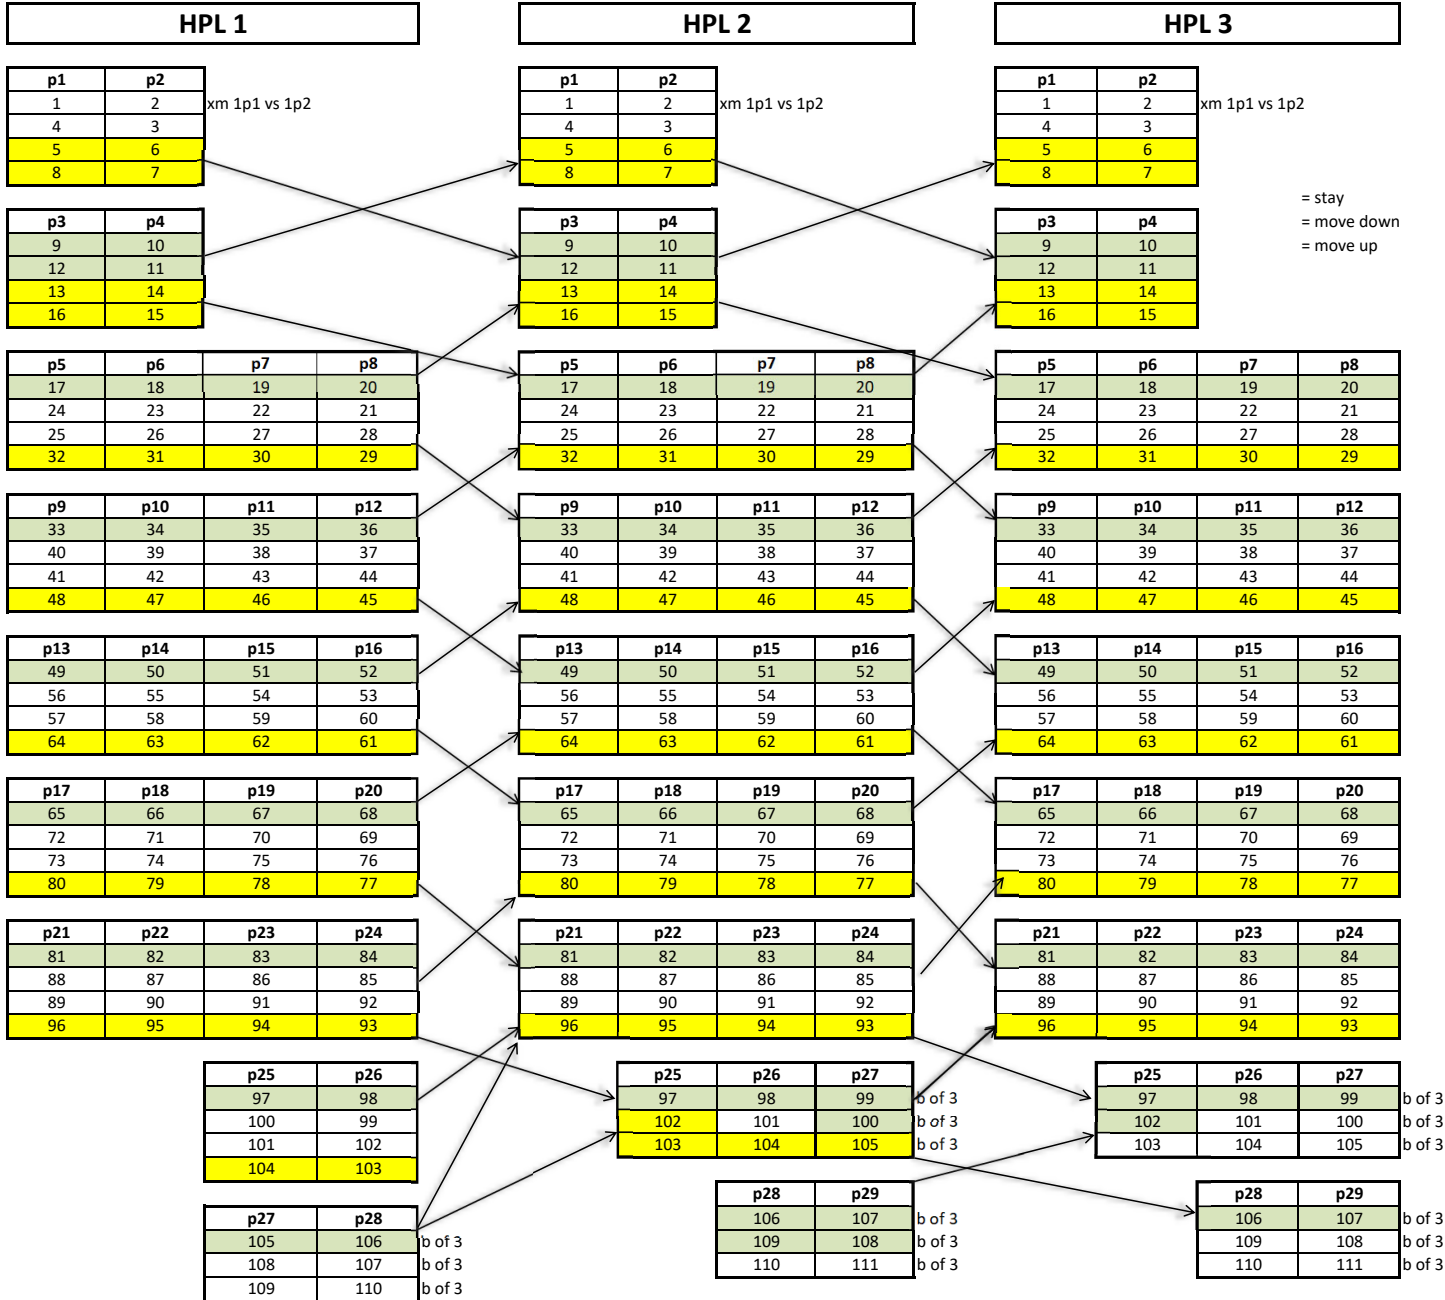 HPL 1 HPL 2 HPL 3
p1 p2 p1 p2 p1 p2
1 2 xm 1p1 vs 1p2 1 2 xm 1p1 vs 1p2 1 2 xm 1p1 vs 1p2
4 3 4 3 4 3
5 6 5 6 5 6
8 7 8 7 8 7
= stay
p3 p4 p3 p4 p3 p4 = move down
9 10 9 10 9 10 = move up
12 11 12 11 12 11
13 14 13 14 13 14
16 15 16 15 16 15
p5 p6 p7 p8 p5 p6 p7 p8 p5 p6 p7 p8
17 18 19 20 17 18 19 20 17 18 19 20
24 23 22 21 24 23 22 21 24 23 22 21
25 26 27 28 25 26 27 28 25 26 27 28
32 31 30 29 32 31 30 29 32 31 30 29
p9 p10 p11 p12 p9 p10 p11 p12 p9 p10 p11 p12
33 34 35 36 33 34 35 36 33 34 35 36
40 39 38 37 40 39 38 37 40 39 38 37
41 42 43 44 41 42 43 44 41 42 43 44
48 47 46 45 48 47 46 45 48 47 46 45
p13 p14 p15 p16 p13 p14 p15 p16 p13 p14 p15 p16
49 50 51 52 49 50 51 52 49 50 51 52
56 55 54 53 56 55 54 53 56 55 54 53
57 58 59 60 57 58 59 60 57 58 59 60
64 63 62 61 64 63 62 61 64 63 62 61
p17 p18 p19 p20 p17 p18 p19 p20 p17 p18 p19 p20
65 66 67 68 65 66 67 68 65 66 67 68
72 71 70 69 72 71 70 69 72 71 70 69
73 74 75 76 73 74 75 76 73 74 75 76
80 79 78 77 80 79 78 77 80 79 78 77
p21 p22 p23 p24 p21 p22 p23 p24 p21 p22 p23 p24
81 82 83 84 81 82 83 84 81 82 83 84
88 87 86 85 88 87 86 85 88 87 86 85
89 90 91 92 89 90 91 92 89 90 91 92
96 95 94 93 96 95 94 93 96 95 94 93
p25 p26 p25 p26 p27 p25 p26 p27
97 98 97 98 99 b of 3 97 98 99 b of 3
100 99 102 101 100 b of 3 102 101 100 b of 3
101 102 103 104 105 b of 3 103 104 105 b of 3
104 103
p28 p29 p28 p29
p27 p28 106 107 b of 3 106 107 b of 3
105 106 b of 3 109 108 b of 3 109 108 b of 3
108 107 b of 3 110 111 b of 3 110 111 b of 3
109 110 b of 3